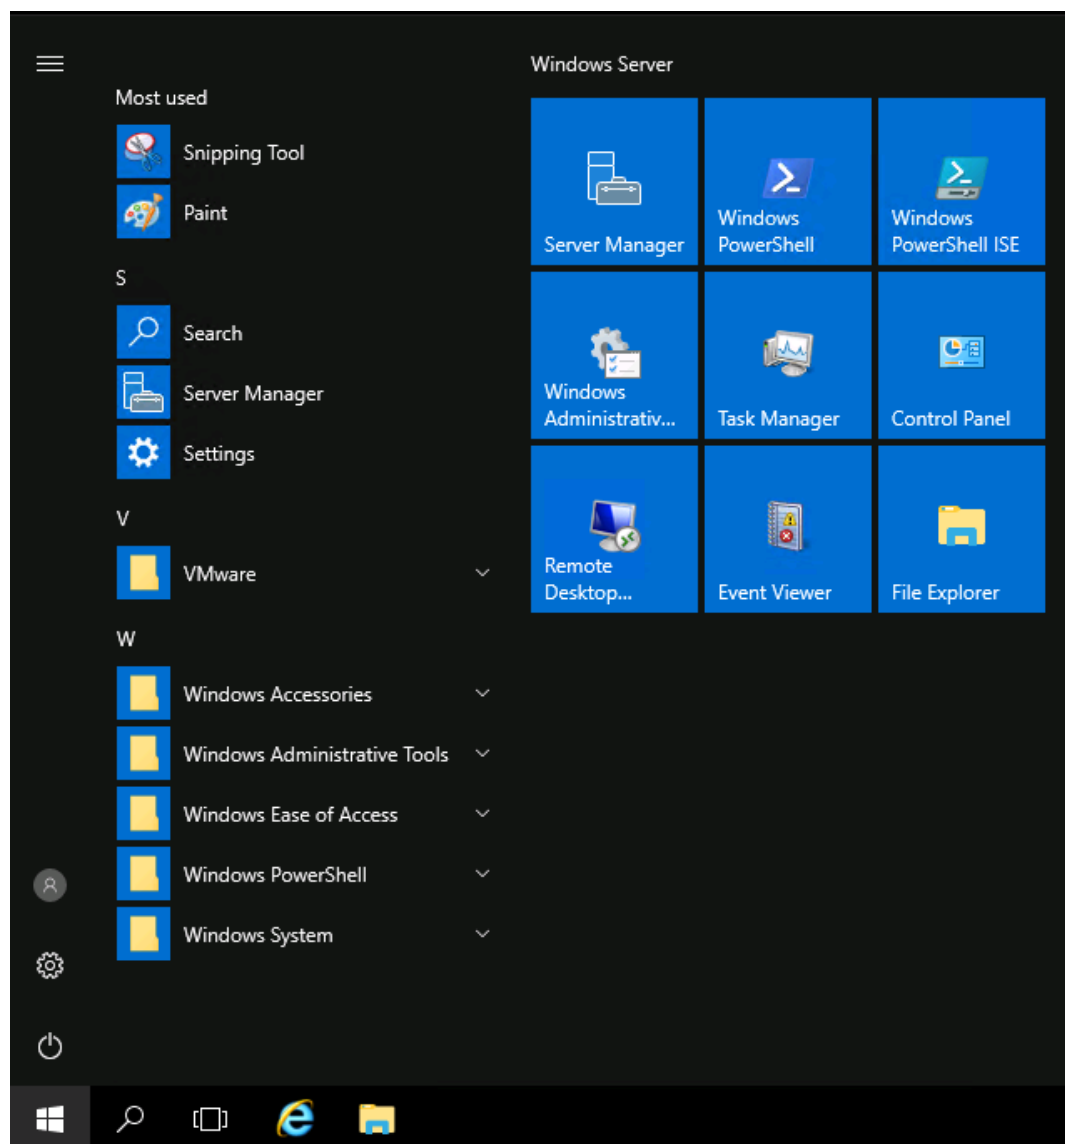 Most used
Snipping Tool
Paint
S
Search
Server Manager
Settings
V
VMware
W
Windows Accessories
Windows Administrative Tools
Windows Ease of Access
Windows PowerShell
Windows System
Windows Server
Server Manager
Windows
PowerShell
Windows
PowerShell ISE
Windows
Administrativ...
Task Manager
Control Panel
Remote
Desktop...
Event Viewer
File Explorer